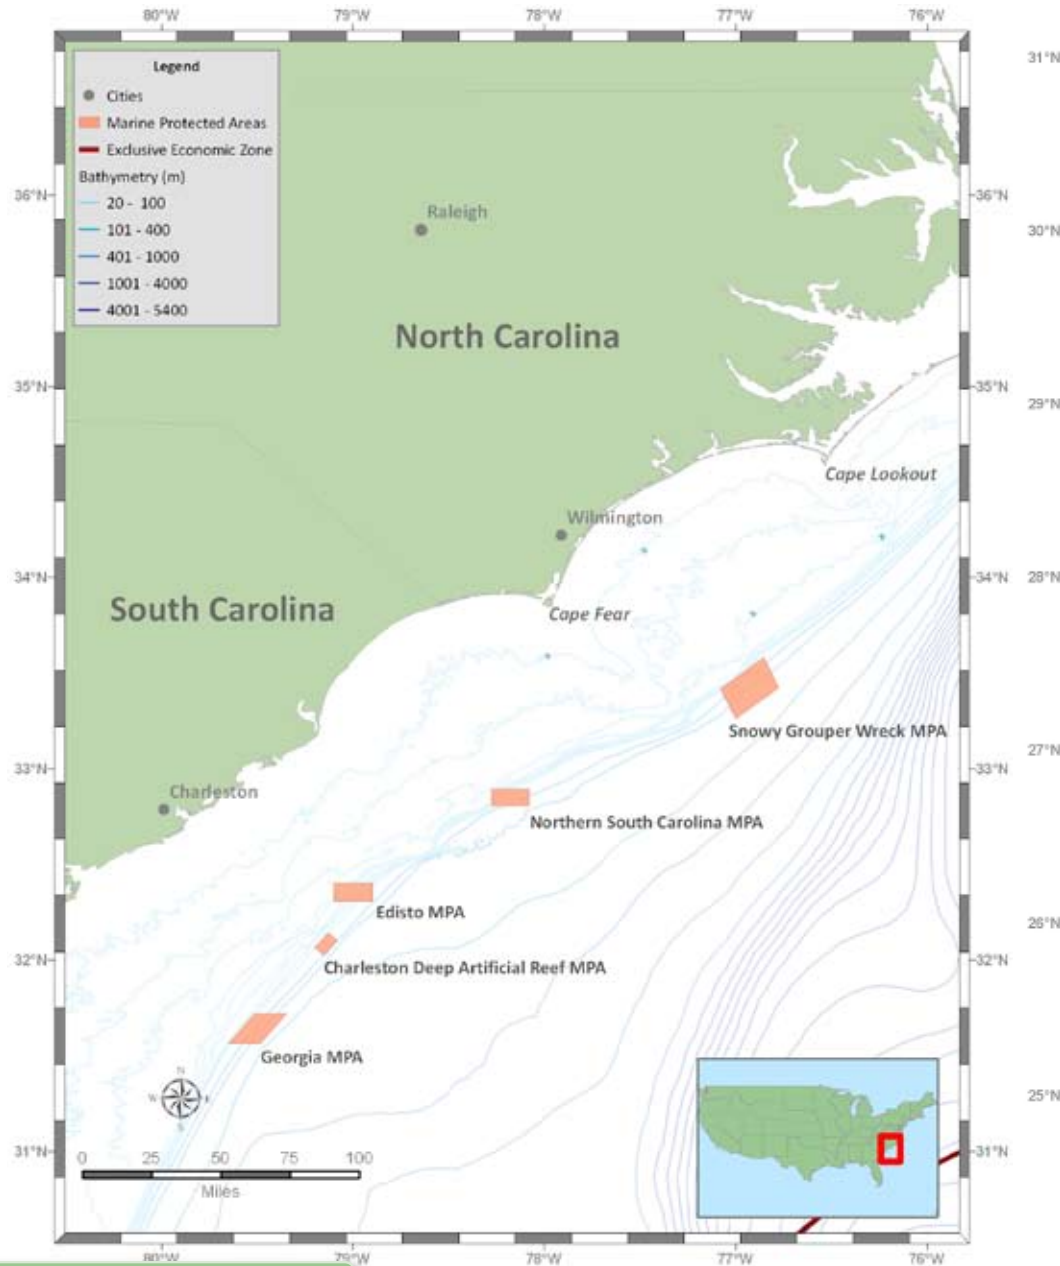 80°W 79°W 78°W 77°W 76°W
31°N
Legend
Cities
Marine Protected Areas
Exclusive Economic Zone
Bathymetry (m)
20 - 100
101 - 400
401 - 1000
1001 - 4000
4001 - 5400
36°N 36°N
Raleigh
30°N
North Carolina
35°N 35°N
29°N
Cape Lookout
Wilmington
34°N 34°N 28°N
South Carolina
Cape Fear
Snowy Grouper Wreck MPA
27°N
33°N 33°N
Charleston
Northern South Carolina MPA
Edisto MPA
26°N
32°N 32°N
Charleston Deep Artificial Reef MPA
Georgia MPA
N
W E
S
25°N
31°N 31°N
0 25 50 75 100
Miles
80°W 79°W 78°W 77°W 76°W